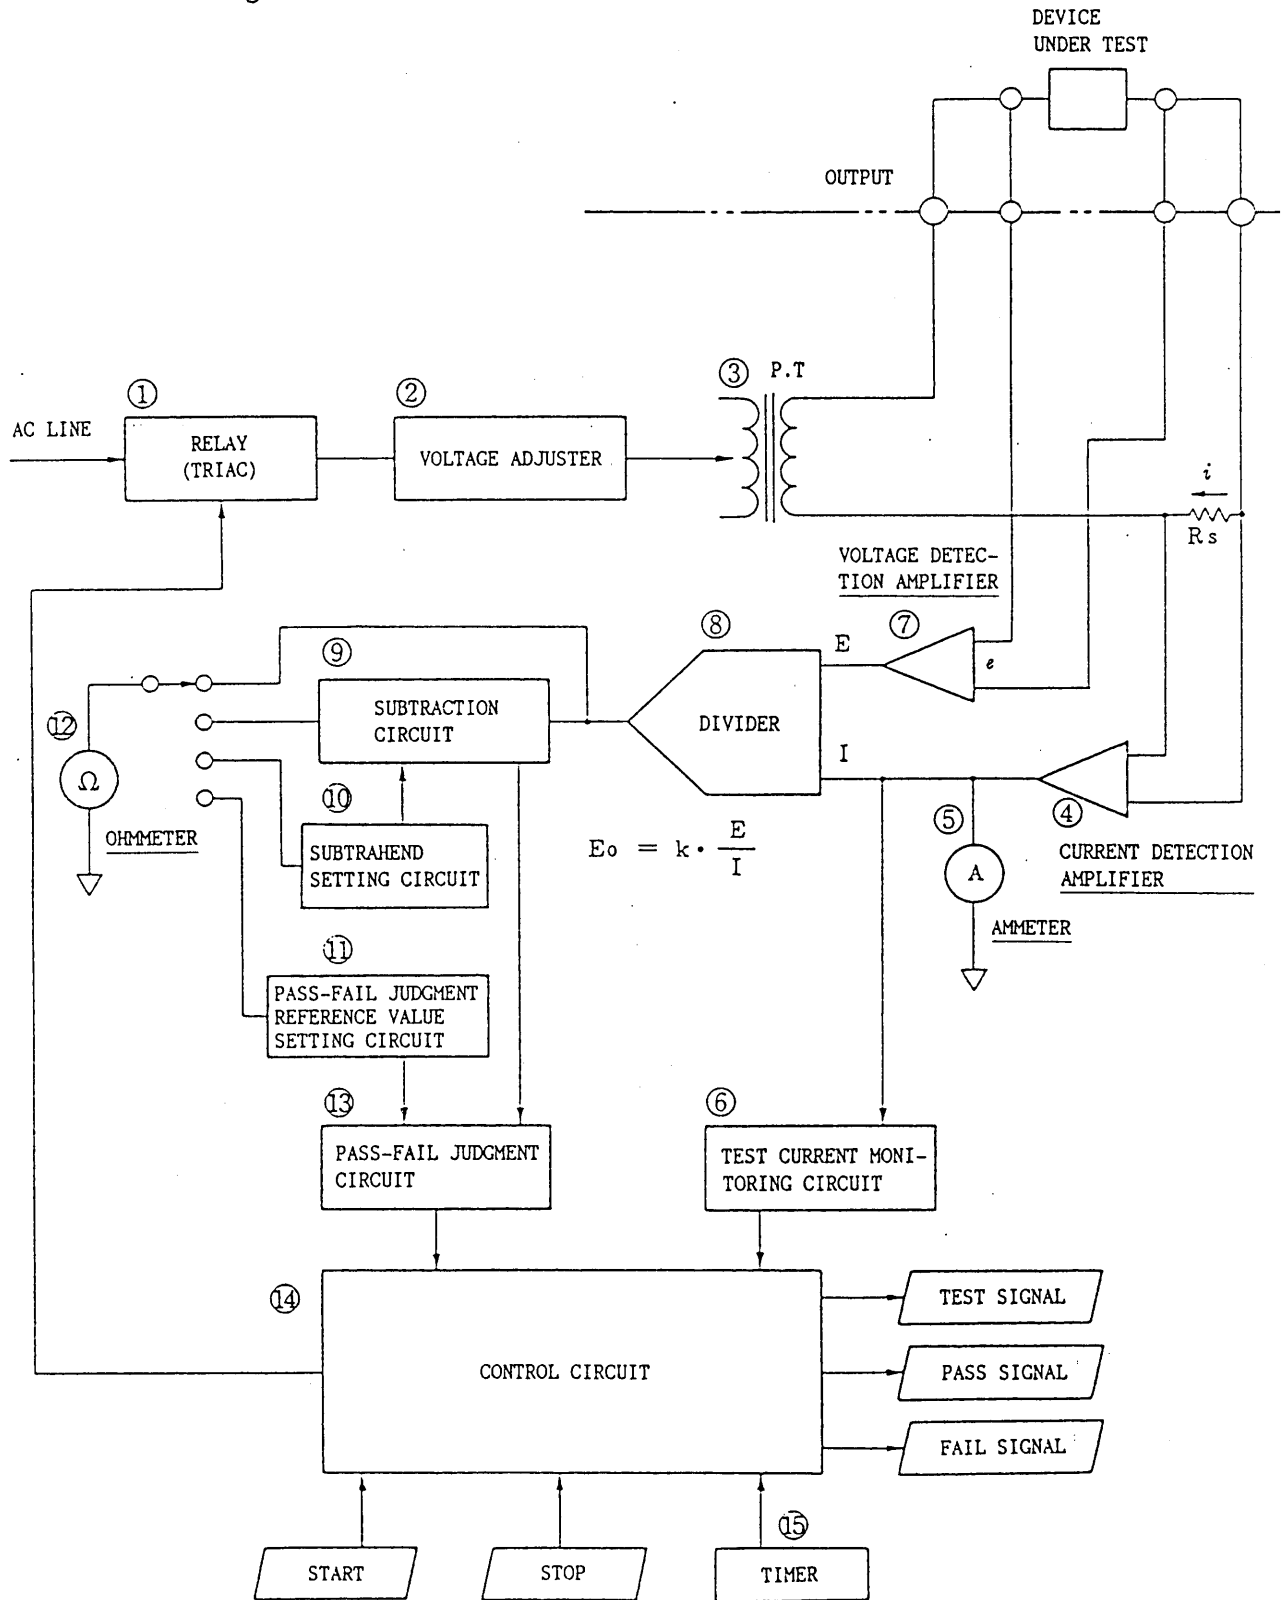 DEVICE
UNDER TEST
OUTPUT
③ P.T
① ②
AC LINE
RELAY
(TRIAC)
VOLTAGE ADJUSTER
i
Rs
VOLTAGE DETEC-
TION AMPLIFIER
⑨ ⑧ E ⑦
e
⑫
SUBTRACTION
CIRCUIT
DIVIDER
Ω
I
⑩ ⑤ ④
OHMMETER
SUBTRAHEND
SETTING CIRCUIT
Eo = k· E
I
A
CURRENT DETECTION
AMPLIFIER
AMMETER
⑪
PASS-FAIL JUDGMENT
REFERENCE VALUE
SETTING CIRCUIT
⑬ ⑥
PASS-FAIL JUDGMENT
CIRCUIT
TEST CURRENT MONI-
TORING CIRCUIT
⑭
CONTROL CIRCUIT
TEST SIGNAL
PASS SIGNAL
FAIL SIGNAL
⑮
START
STOP
TIMER